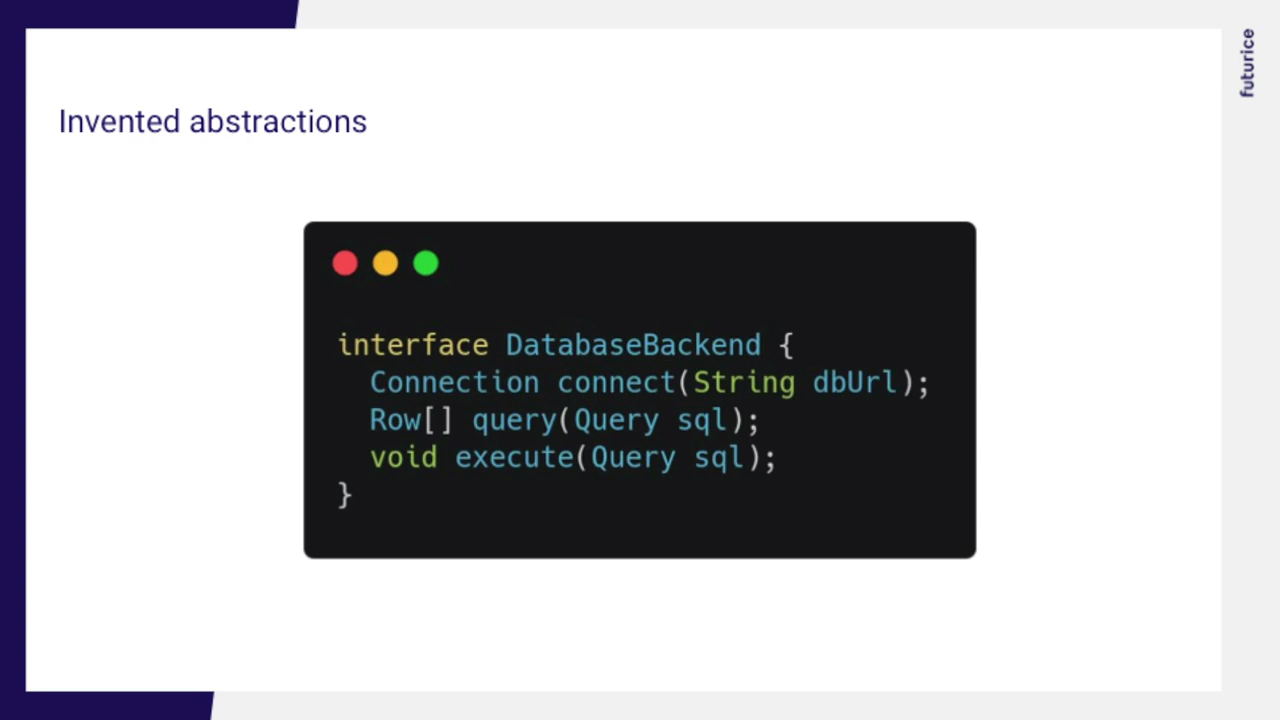 futurice
Invented abstractions
interface DatabaseBackend {
  Connection connect(String dbUrl);
  Row[] query(Query sql);
  void execute(Query sql);
}